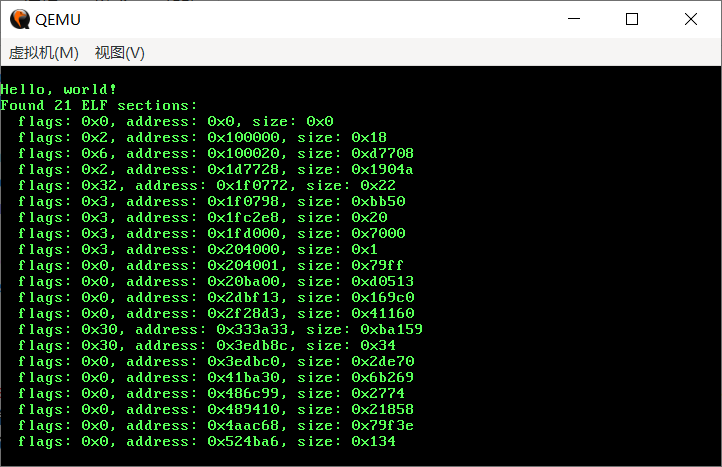 QEMU
虚拟机(M) 视图(V)
Hello, world!
Found 21 ELF sections:
flags: 0x0, address: 0x0, size: 0x0
flags: 0x2, address: 0x100000, size: 0x18
flags: 0x6, address: 0x100020, size: 0xd7708
flags: 0x2, address: 0x1d7728, size: 0x1904a
flags: 0x32, address: 0x1f0772, size: 0x22
flags: 0x3, address: 0x1f0798, size: 0xbb50
flags: 0x3, address: 0x1fc2e8, size: 0x20
flags: 0x3, address: 0x1fd000, size: 0x7000
flags: 0x3, address: 0x204000, size: 0x1
flags: 0x0, address: 0x204001, size: 0x79ff
flags: 0x0, address: 0x20ba00, size: 0xd0513
flags: 0x0, address: 0x2dbf13, size: 0x169c0
flags: 0x0, address: 0x2f28d3, size: 0x41160
flags: 0x30, address: 0x333a33, size: 0xba159
flags: 0x30, address: 0x3edb8c, size: 0x34
flags: 0x0, address: 0x3edbc0, size: 0x2de70
flags: 0x0, address: 0x41ba30, size: 0x6b269
flags: 0x0, address: 0x486c99, size: 0x2774
flags: 0x0, address: 0x489410, size: 0x21858
flags: 0x0, address: 0x4aac68, size: 0x79f3e
flags: 0x0, address: 0x524ba6, size: 0x134